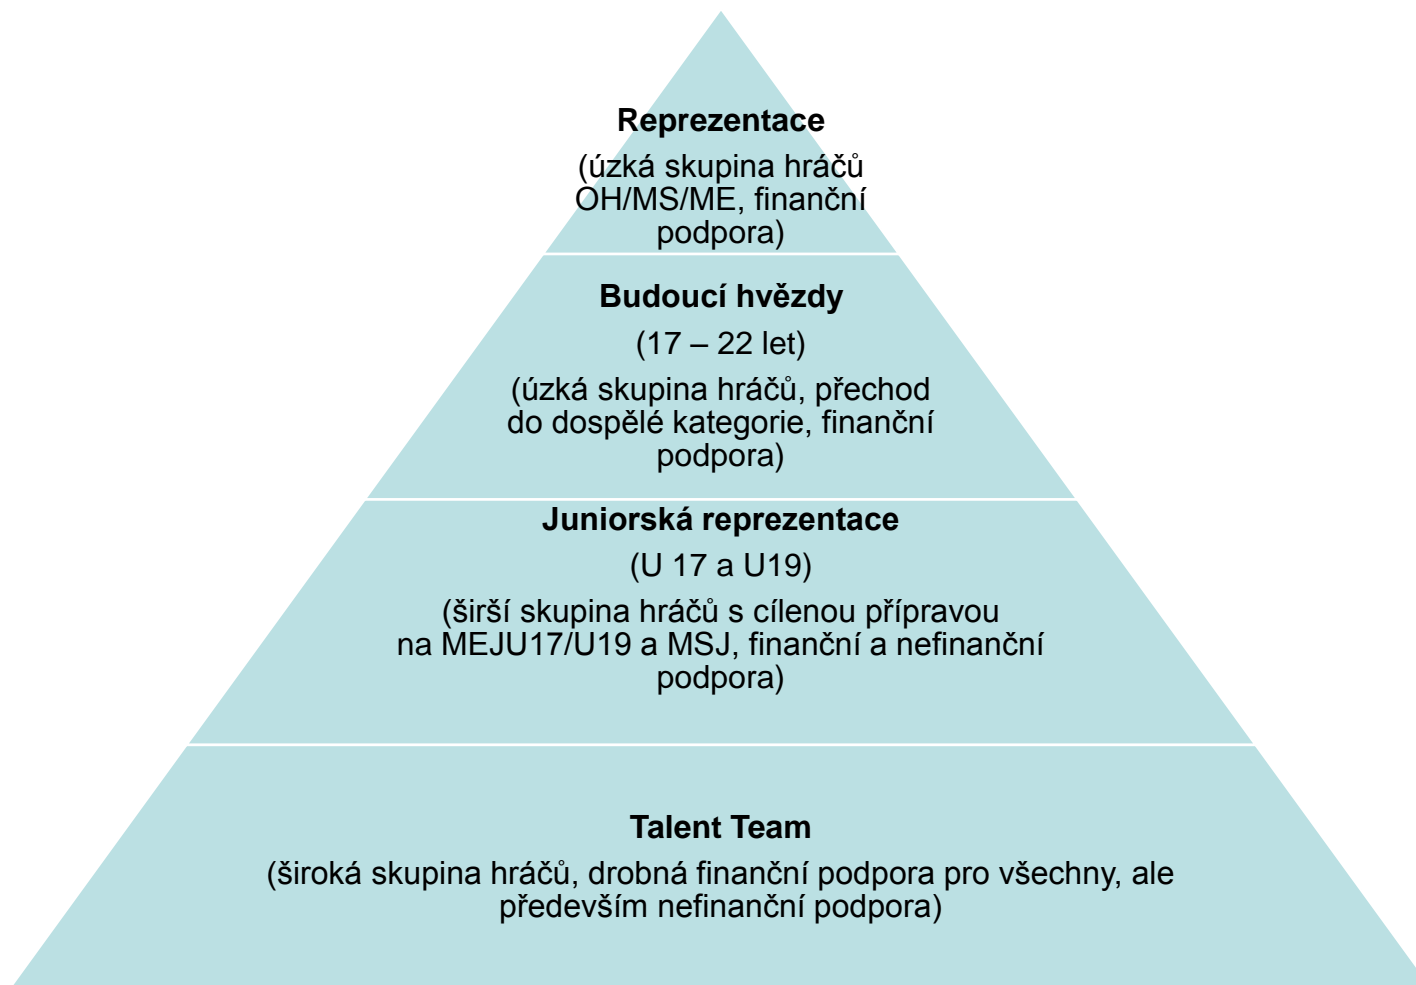 Reprezentace
(úzká skupina hráčů
OH/MS/ME, finanční
podpora)
Budoucí hvězdy
(17 – 22 let)
(úzká skupina hráčů, přechod
do dospělé kategorie, finanční
podpora)
Juniorská reprezentace
(U 17 a U19)
(širší skupina hráčů s cílenou přípravou
na MEJU17/U19 a MSJ, finanční a nefinanční
podpora)
Talent Team
(široká skupina hráčů, drobná finanční podpora pro všechny, ale
především nefinanční podpora)